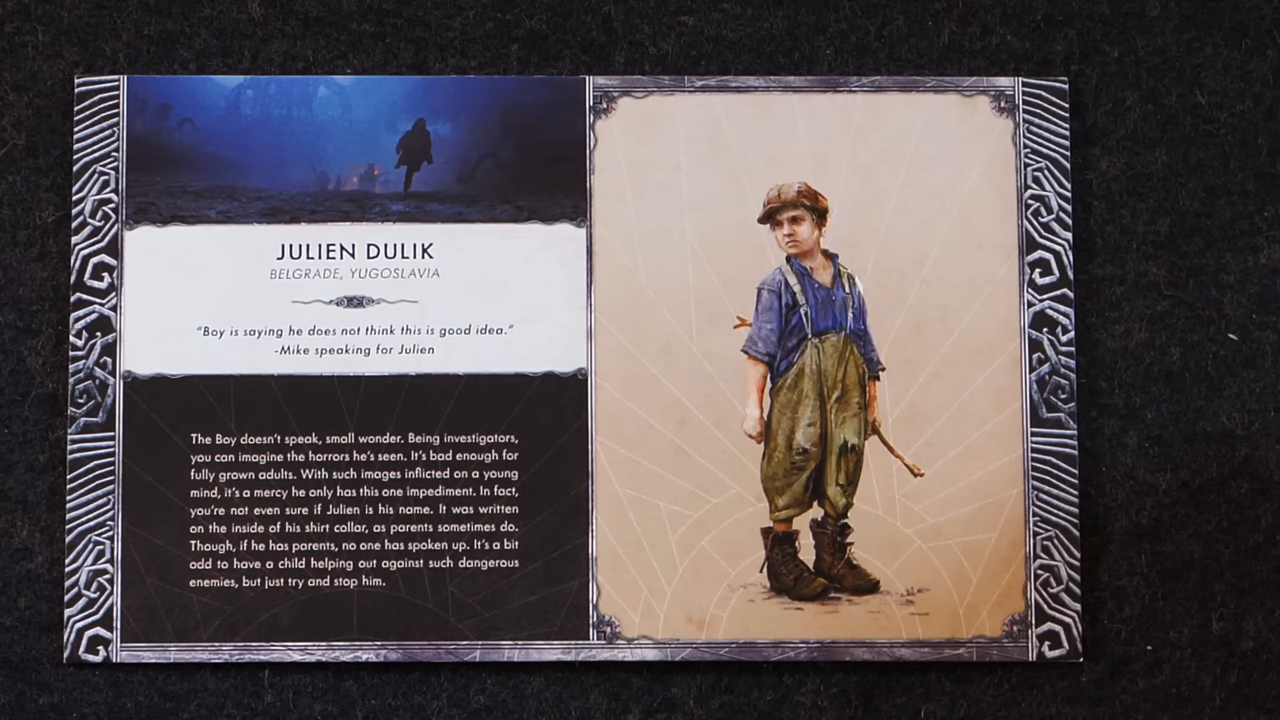 JULIEN DULIK
BELGRADE, YUGOSLAVIA
“Boy is saying he does not think this is good idea.”
-Mike speaking for Julien
The Boy doesn't speak, small wonder. Being investigators,
you can imagine the horrors he's seen. It's bad enough for
fully grown adults. With such images inflicted on a young
mind, it's a mercy he only has this one impediment. In fact,
you're not even sure if Julien is his name. It was written
on the inside of his shirt collar, as parents sometimes do.
Though, if he has parents, no one has spoken up. It's a bit
odd to have a child helping out against such dangerous
enemies, but just try and stop him.